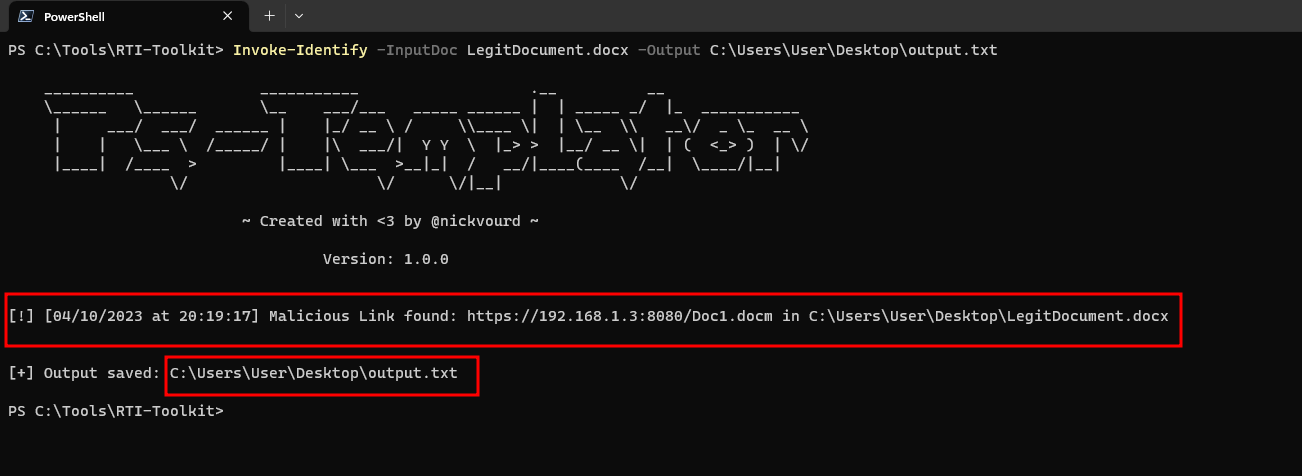 PowerShell
PS C:\Tools\RTI-Toolkit> Invoke-Identify -InputDoc LegitDocument.docx -Output C:\Users\User\Desktop\output.txt
~ Created with <3 by @nickvourd ~
Version: 1.0.0
[!] [04/10/2023 at 20:19:17] Malicious Link found: https://192.168.1.3:8080/Doc1.docm in C:\Users\User\Desktop\LegitDocument.docx
[+] Output saved: C:\Users\User\Desktop\output.txt
PS C:\Tools\RTI-Toolkit>